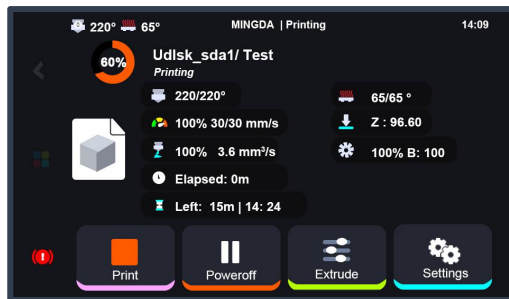 220° 65° MINGDA | Printing 14:09
60%
Udlsk_sda1/ Test
Printing
220/220° 65/65 °
100% 30/30 mm/s Z : 96.60
100% 3.6 mm³/s 100% B: 100
Elapsed: 0m
Left: 15m | 14: 24
Print Poweroff Extrude Settings